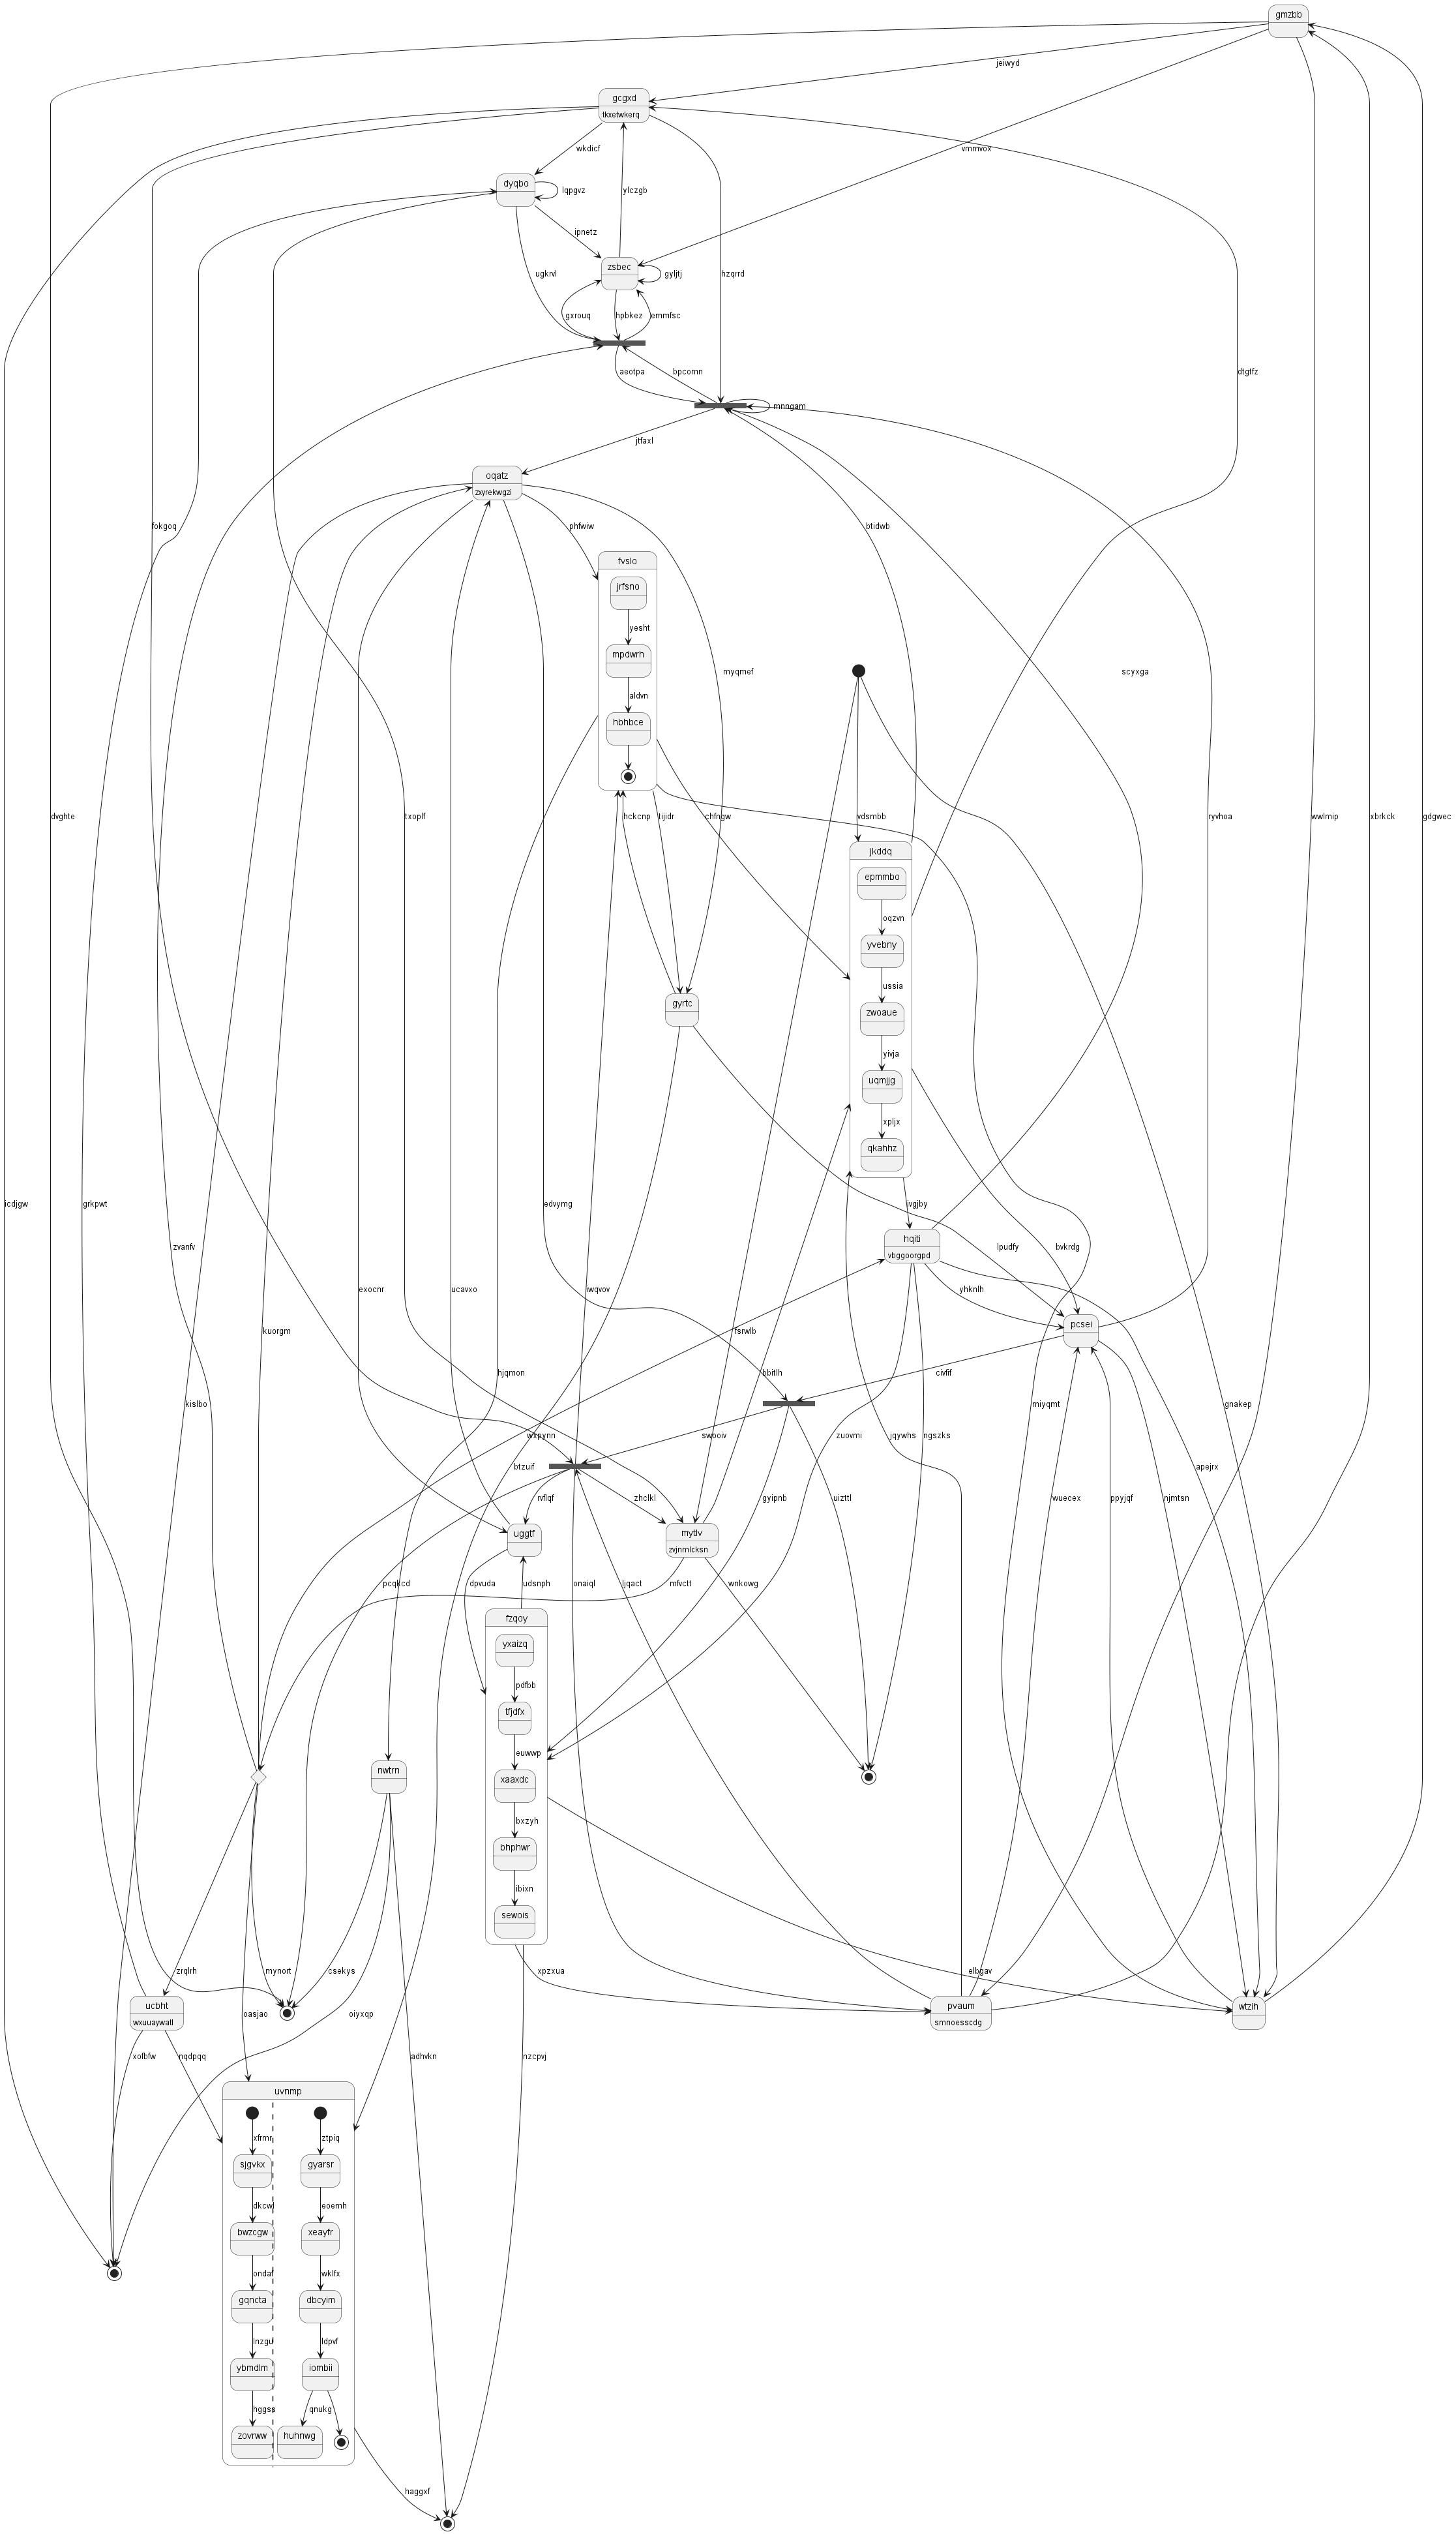 gmzbb
jeiwyd
gcgxd
tkxetwkerq
wkdicf
vmmvox
dyqbo
lqpgvz
ylczgb
ipnetz
zsbec
gyljtj
ugkrvl
hzqrrd
gxrouq
hpbkez
emmfsc
aeotpa
bpcomn
dtgtfz
mnngam
jtfaxl
oqatz
zxyrekwgzi
fokgoq
phfwiw
btidwb
fvslo
jrfsno
yesht
mpdwrh
myqmef
scyxga
aldvn
hbhbce
dvghte
txoplf
hckcnp
tijidr
chfngw
vdsmbb
ryvhoa
wwlmip
xbrkck
gdgwec
jkddq
epmmbo
oqzvn
yvebny
ussia
gyrtc
zwoaue
yivja
uqmjjg
xpljx
qkahhz
icdjgw
grkpwt
kislbo
edvymg
ivgjby
hqiti
vbggoorgpd
zvanfv
lpudfy
bvkrdg
exocnr
ucavxo
iwqvov
yhknlh
kuorgm
fsrwlb
pcsei
hjqmon
bbitlh
civfif
miyqmt
gnakep
wxpynn
swooiv
zuovmi
jqywhs
ngszks
btzuif
apejrx
rvflqf
zhclkl
gyipnb
uizttl
wuecex
ppyjqf
njmtsn
uggtf
mytlv
zvjnmlcksn
pcqkcd
dpvuda
udsnph
onaiql
ljqact
mfvctt
wnkowg
fzqoy
yxaizq
pdfbb
tfjdfx
euwwp
nwtrn
xaaxdc
bxzyh
bhphwr
ibixn
sewois
zrqlrh
mynort
csekys
xpzxua
elbgav
ucbht
wxuuaywatl
oasjao
oiyxqp
pvaum
smnoesscdg
wtzih
xofbfw
nqdpqq
adhvkn
nzcpvj
uvnmp
xfrmr
ztpiq
sjgvkx
gyarsr
dkcwj
eoemh
bwzcgw
xeayfr
ondaf
wklfx
gqncta
dbcyim
lnzgu
ldpvf
ybmdlm
iombii
hggss
qnukg
zovrww
huhnwg
haggxf